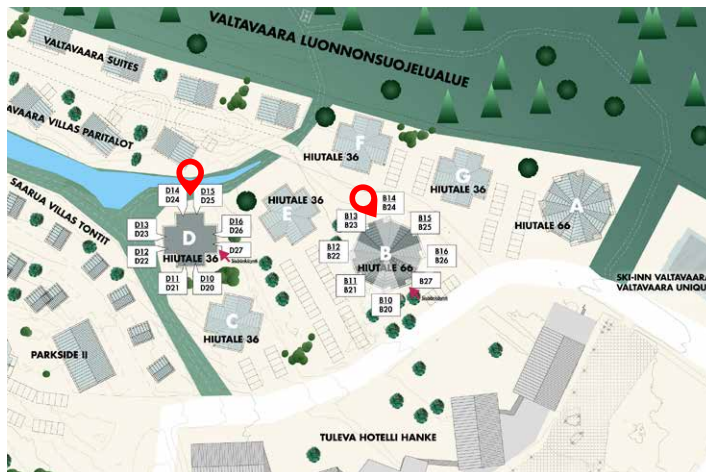 VALTAVAARA LUONNONSUOJELUALUE
VALTAVAARA SUITES
AVAARA VILLAS PARITALOT
SAARUA VILLAS TONTIT
PARKSIDE II
F
HIUTALE 36
G
HIUTALE 36
A
HIUTALE 66
SKI-INN VALTAVAARA
VALTAVAARA UNIQU
HIUTALE 36
E
D14
D24
D15
D25
D13
D23
D16
D26
D
D12
D22
HIUTALE 36
D27
D11
D21
D10
D20
B14
B24
B13
B23
B15
B25
B12
B22
B
HIUTALE 66
B16
B26
B11
B21
B27
B10
B20
C
HIUTALE 36
TULEVA HOTELLI HANKE